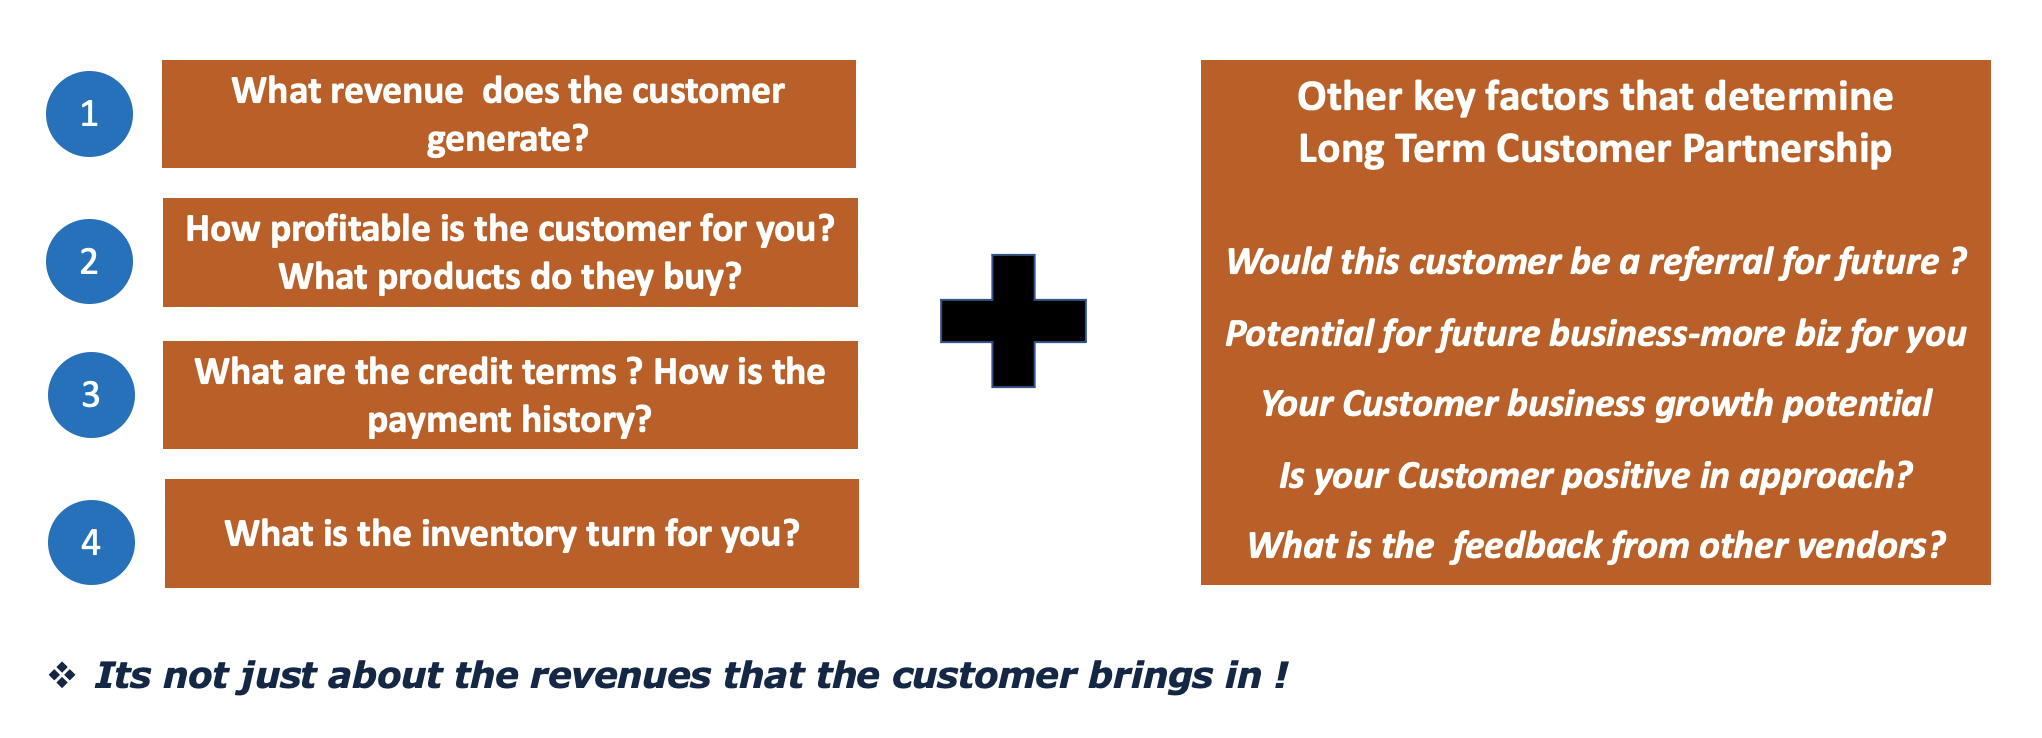 1
What revenue  does the customer
generate?
2
How profitable is the customer for you?
What products do they buy?
3
What are the credit terms ? How is the
payment history?
4
What is the inventory turn for you?
Other key factors that determine
Long Term Customer Partnership
Would this customer be a referral for future ?
Potential for future business-more biz for you
Your Customer business growth potential
Is your Customer positive in approach?
What is the  feedback from other vendors?
❖ Its not just about the revenues that the customer brings in !